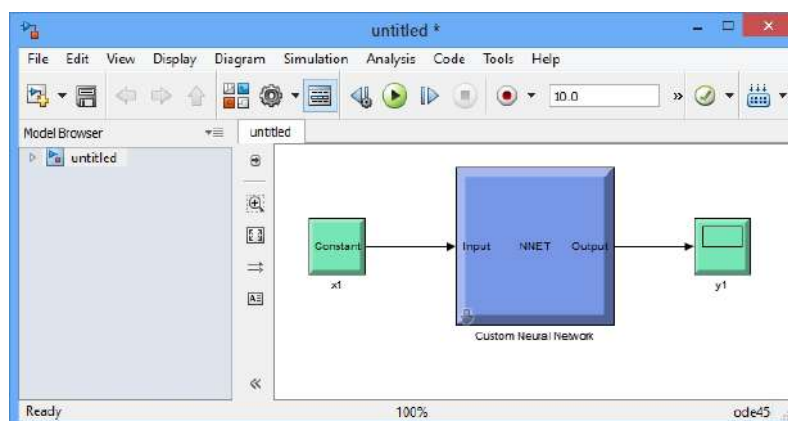 untitled *
File Edit View Display Diagram Simulation Analysis Code Tools Help
10.0 »
Model Browser
untitled
untitled
Constant
Input NNET Output
x1
y1
Custom Neural Network
Ready 100% ode45